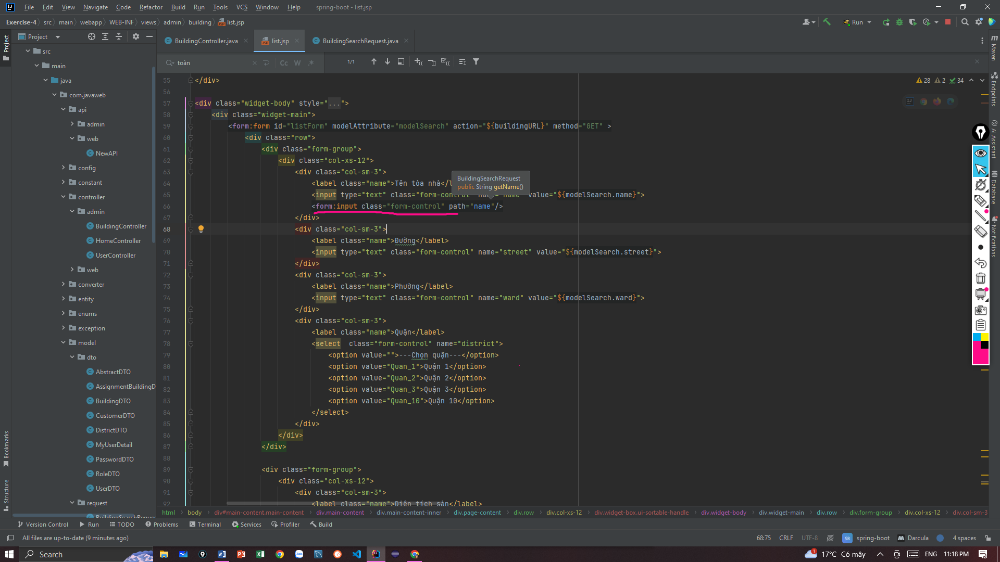 File Edit View Navigate Code Refactor Build Run Tools VCS Window Help spring-boot - list.jsp
Exercise-4 src main webapp WEB-INF views admin building list.jsp Run
Project
BuildingController.java list.jsp BuildingSearchRequest.java
toàn Cc W .* 1/1
28 2 34
src
main
java
com.javaweb
api
admin
web
NewAPI
config
constant
controller
admin
BuildingController
HomeController
UserController
web
converter
entity
enums
exception
model
dto
AbstractDTO
AssignmentBuildingD
BuildingDTO
CustomerDTO
DistrictDTO
MyUserDetail
PasswordDTO
RoleDTO
UserDTO
request
55 </div>
56
57 <div class="widget-body" style="...">
58 <div class="widget-main">
59 <form:form id="listForm" modelAttribute="modelSearch" action="${buildingURL}" method="GET" >
60 <div class="row">
61 <div class="form-group">
62 <div class="col-xs-12">
63 <div class="col-sm-3">
BuildingSearchRequest
public String getName()
64 <label class="name">Tên tòa nhà</l
65 <input type="text" class="form-control" name="name" value="${modelSearch.name}">
66 <form:input class="form-control" path="name"/>
67 </div>
68 <div class="col-sm-3">
69 <label class="name">Đường</label>
70 <input type="text" class="form-control" name="street" value="${modelSearch.street}">
71 </div>
72 <div class="col-sm-3">
73 <label class="name">Phường</label>
74 <input type="text" class="form-control" name="ward" value="${modelSearch.ward}">
75 </div>
76 <div class="col-sm-3">
77 <label class="name">Quận</label>
78 <select class="form-control" name="district">
79 <option value="">---Chọn quận---</option>
80 <option value="Quan_1">Quận 1</option>
81 <option value="Quan_2">Quận 2</option>
82 <option value="Quan_3">Quận 3</option>
83 <option value="Quan_10">Quận 10</option>
84 </select>
85 </div>
86 </div>
87 </div>
88
89 <div class="form-group">
90 <div class="col-xs-12">
91 <div class="col-sm-3">
92 <label class="name">Diện tích sàn</label>
html body div#main-content.main-content div.main-content div.main-content-inner div.page-content div.row div.col-xs-12 div.widget-box.ui-sortable-handle div.widget-body div.widget-main div.row div.form-group div.col-xs-12 div.col-sm-3
Project
Bookmarks
Structure
Maven
Endpoints
AI Assistant
Database
Notifications
Version Control Run TODO Problems Terminal Services Profiler Build
All files are up-to-date (9 minutes ago) 68:75 CRLF UTF-8 SB spring-boot Darcula 4 spaces
Search 1 17°C Có mây ENG 11:18 PM